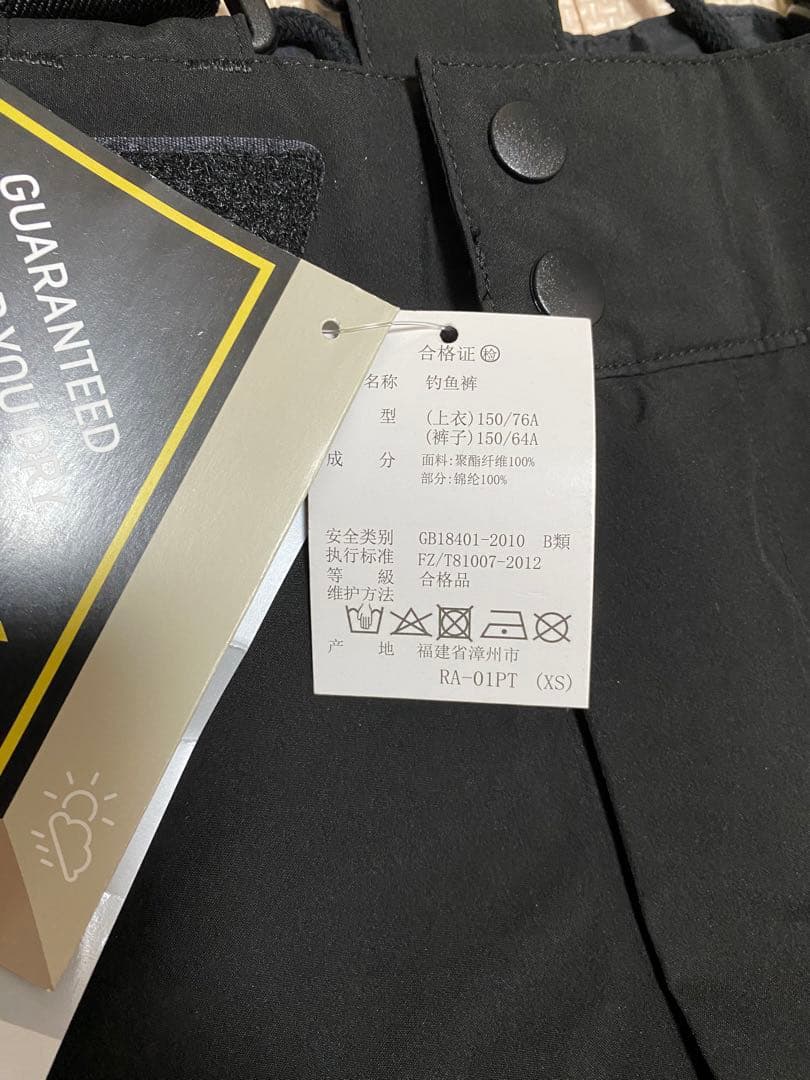 GUARANTEED
YOU DRY
合格证 検
名称 钓鱼裤
型 (上衣)150/76A
(裤子)150/64A
成 分 面料:聚酯纤维100%
部分:锦纶100%
安全类别 GB18401-2010 B類
执行标准 FZ/T81007-2012
等 級 合格品
维护方法
产 地 福建省漳州市
RA-01PT (XS)